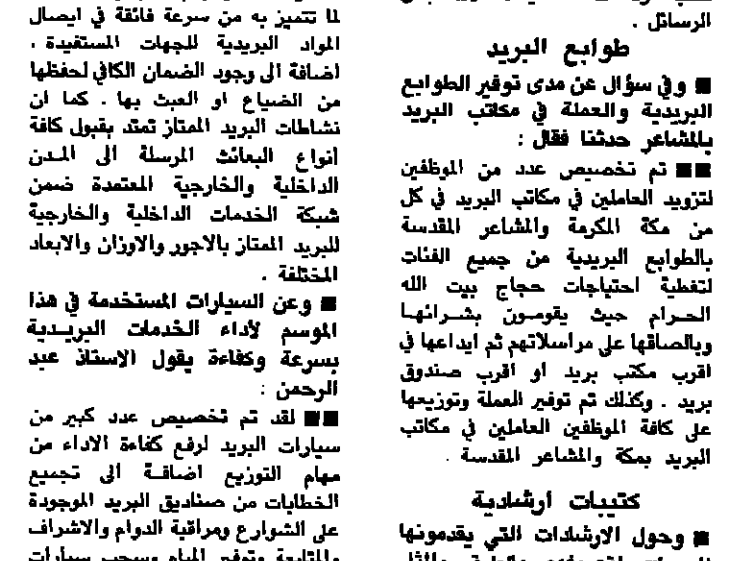 الرسائل .
طوابع البريد
■ وفي سؤال عن مدى توفير الطوابع
البريدية والعملة في مكاتب البريد
بالمشاعر حدثنا فقال :
■■ تم تخصيص عدد من الموظفين
لتزويد العاملين في مكاتب البريد في كل
من مكة المكرمة والمشاعر المقدسة
بالطوابع البريدية من جميع الفئات
لتغطية احتياجات حجاج بيت الله
الحرام حيث يقومون بشرائها
وبالصاقها على مراسلاتهم ثم ايداعها في
اقرب مكتب بريد او اقرب صندوق
بريد . وكذلك تم توفير العملة وتوزيعها
على كافة الموظفين العاملين في مكاتب
البريد بمكة والمشاعر المقدسة .
كتيبات ارشادية
■ وحول الارشادات التي يقدمونها
لما تتميز به من سرعة فائقة في ايصال
المواد البريدية للجهات المستفيدة ،
اضافة الى وجود الضمان الكافي لحفظها
من الضياع او العبث بها . كما ان
نشاطات البريد الممتاز تمتد بقبول كافة
أنواع البعائث المرسلة الى المدن
الداخلية والخارجية المعتمدة ضمن
شبكة الخدمات الداخلية والخارجية
للبريد الممتاز بالاجور والاوزان والابعاد
المختلفة .
■ وعن السيارات المستخدمة في هذا
الموسم لأداء الخدمات البريدية
بسرعة وكفاءة يقول الاستاذ عبد
الرحمن :
■■ لقد تم تخصيص عدد كبير من
سيارات البريد لرفع كفاءة الاداء من
مهام التوزيع اضافة الى تجميع
الخطابات من صناديق البريد الموجودة
على الشوارع ومراقبة الدوام والاشراف
والمتابعة وتوفير المياه وسحب سيارات